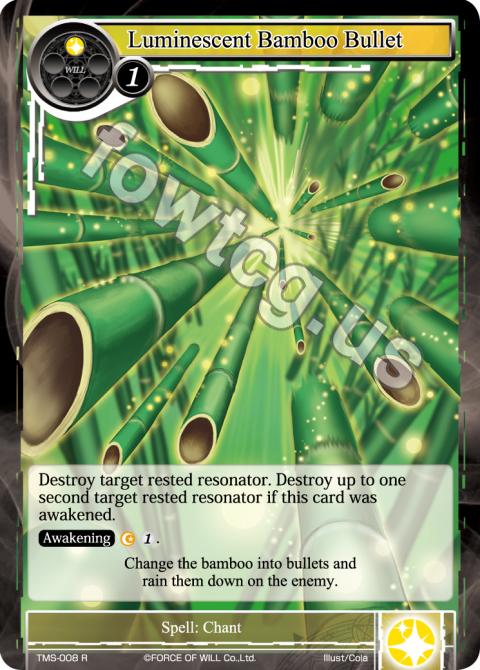 Luminescent Bamboo Bullet
WILL
1
fowtcg.us
Destroy target rested resonator. Destroy up to one
second target rested resonator if this card was
awakened.
Awakening 1 .
Change the bamboo into bullets and
rain them down on the enemy.
Spell: Chant
TMS-008 R ©FORCE OF WILL Co.,Ltd. Illust/Cola